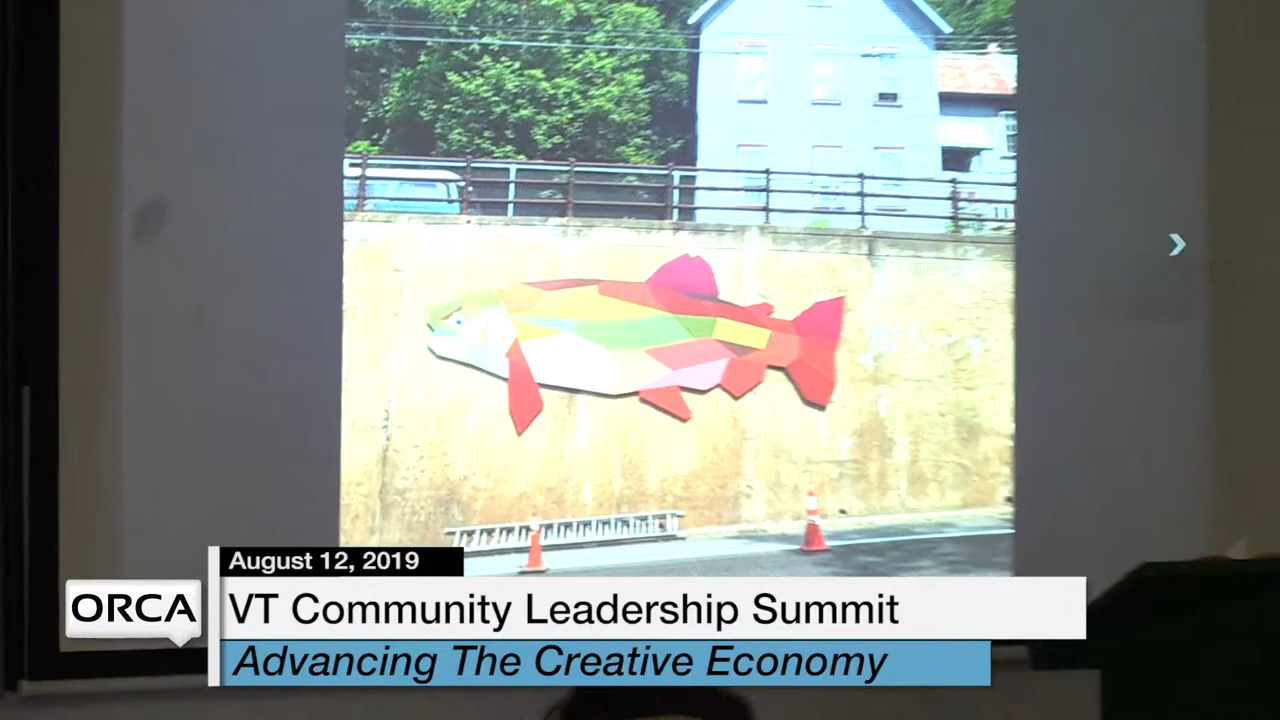 August 12, 2019
ORCA
VT Community Leadership Summit
Advancing The Creative Economy